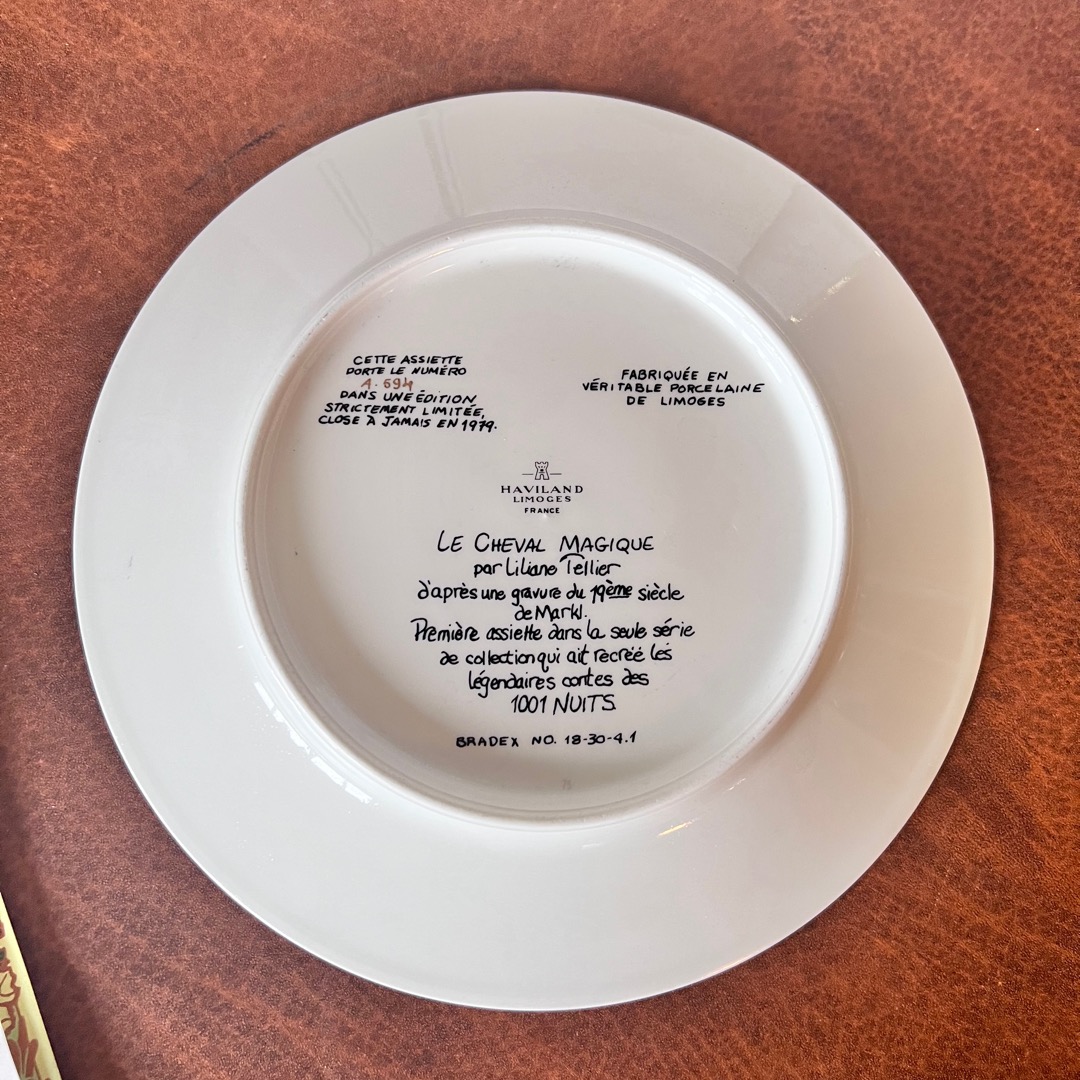 CETTE ASSIETTE
PORTE LE NUMÉRO
A. 694
DANS UNE ÉDITION
STRICTEMENT LIMITÉE,
CLOSE À JAMAIS EN 1979.
FABRIQUÉE EN
VÉRITABLE PORCELAINE
DE LIMOGES
HAVILAND
LIMOGES
FRANCE
LE CHEVAL MAGIQUE
par Liliane Tellier
d'après une gravure du 19ème siècle
de Markl.
Première assiette dans la seule série
de collection qui ait recréé les
légendaires contes des
1001 NUITS
BRADEX NO. 18-30-4.1